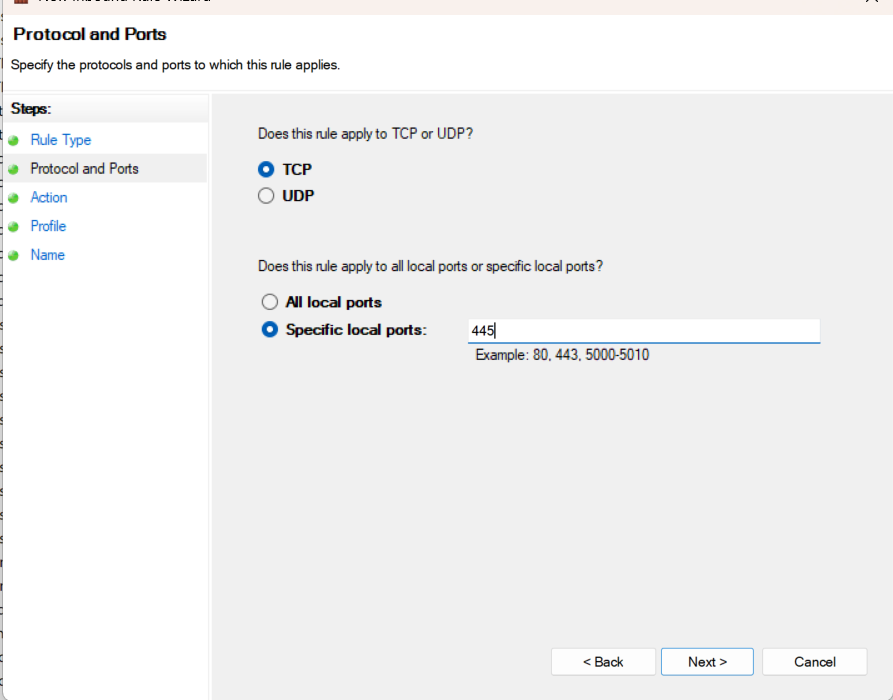 Protocol and Ports
Specify the protocols and ports to which this rule applies.
Steps:
Rule Type
Protocol and Ports
Action
Profile
Name
Does this rule apply to TCP or UDP?
TCP
UDP
Does this rule apply to all local ports or specific local ports?
All local ports
Specific local ports:
445
Example: 80, 443, 5000-5010
< Back
Next >
Cancel